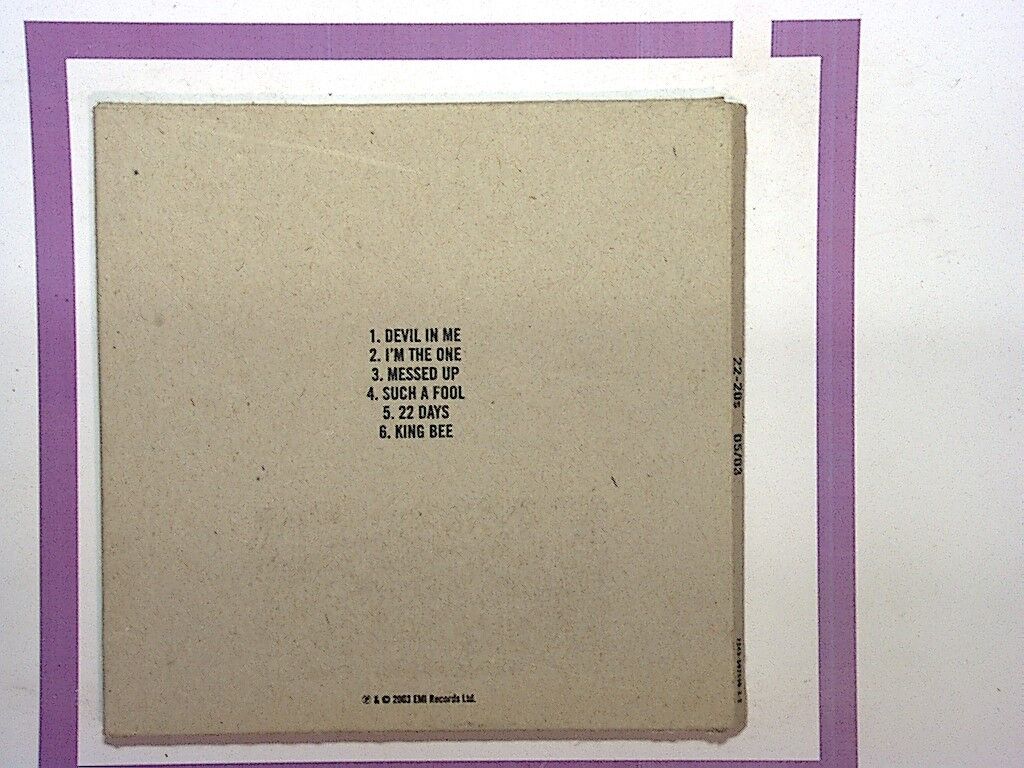 1. DEVIL IN ME
2. I'M THE ONE
3. MESSED UP
4. SUCH A FOOL
5. 22 DAYS
6. KING BEE
22-20s 05/03
℗ & © 2003 EMI Records Ltd.